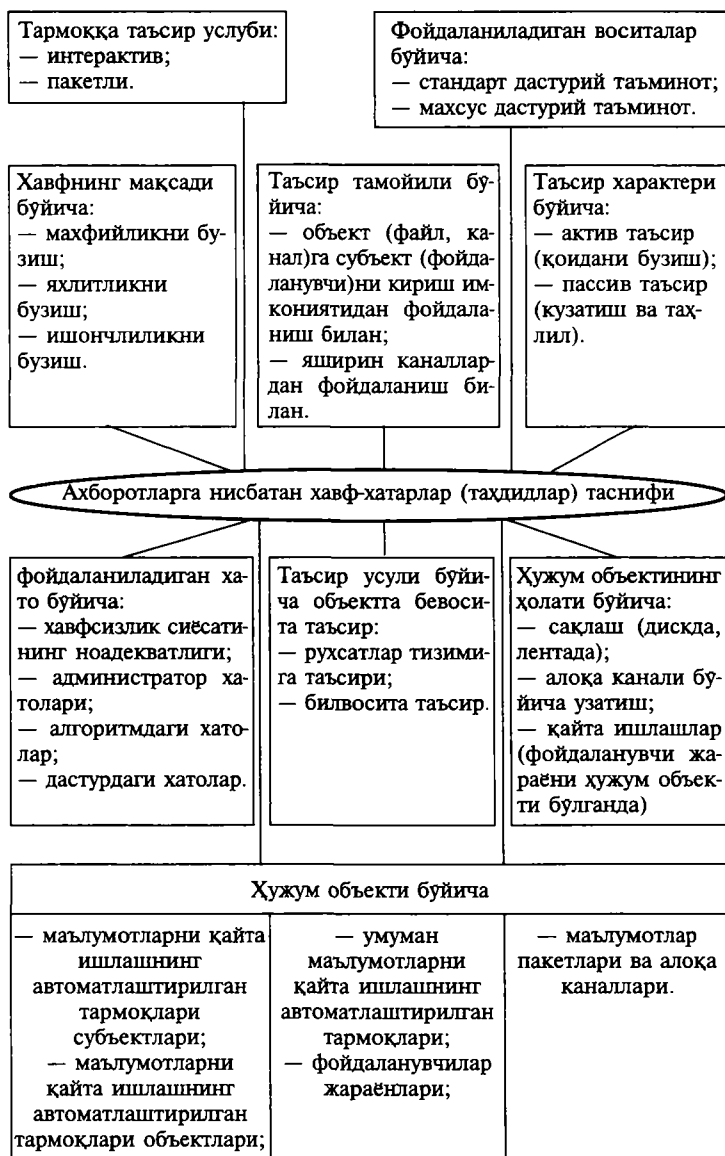 Тармоққа таъсир услуби:
— интерактив;
— пакетли.
Фойдаланиладиган воситалар
бўйича:
— стандарт дастурий таъминот;
— махсус дастурий таъминот.
Хавфнинг мақсади
бўйича:
— махфийликни бу-
зиш;
— яхлитликни
бузиш;
— ишончлиликни
бузиш.
Таъсир тамойили бў-
йича:
— объект (файл, ка-
нал)га субъект (фойда-
ланувчи)ни кириш им-
кониятидан фойдала-
ниш билан;
— яширин каналлар-
дан фойдаланиш би-
лан.
Таъсир характери
бўйича:
— актив таъсир
(қоидани бузиш);
— пассив таъсир
(кузатиш ва таҳ-
лил).
Ахборотларга нисбатан хавф-хатарлар (таҳдидлар) таснифи
фойдаланиладиган ха-
то бўйича:
— хавфсизлик сиёсати-
нинг ноадекватлиги;
— администратор ха-
толари;
— алгоритмдаги хато-
лар;
— дастурдаги хатолар.
Таъсир усули бўйи-
ча объектга бевоси-
та таъсир:
— рухсатлар тизими-
га таъсири;
— билвосита таъсир.
Ҳужум объектининг
ҳолати бўйича:
— сақлаш (дискда,
лентада);
— алоқа канали бў-
йича узатиш;
— қайта ишлашлар
(фойдаланувчи жа-
раёни ҳужум объек-
ти бўлганда)
Ҳужум объекти бўйича
— маълумотларни қайта
ишлашнинг
автоматлаштирилган
тармоқлари
субъектлари;
— маълумотларни
қайта ишлашнинг
автоматлаштирилган
тармоқлари объектлари;
— умуман
маълумотларни
қайта ишлашнинг
автоматлаштирилган
тармоқлари;
— фойдаланувчилар
жараёнлари;
— маълумотлар
пакетлари ва алоқа
каналлари.